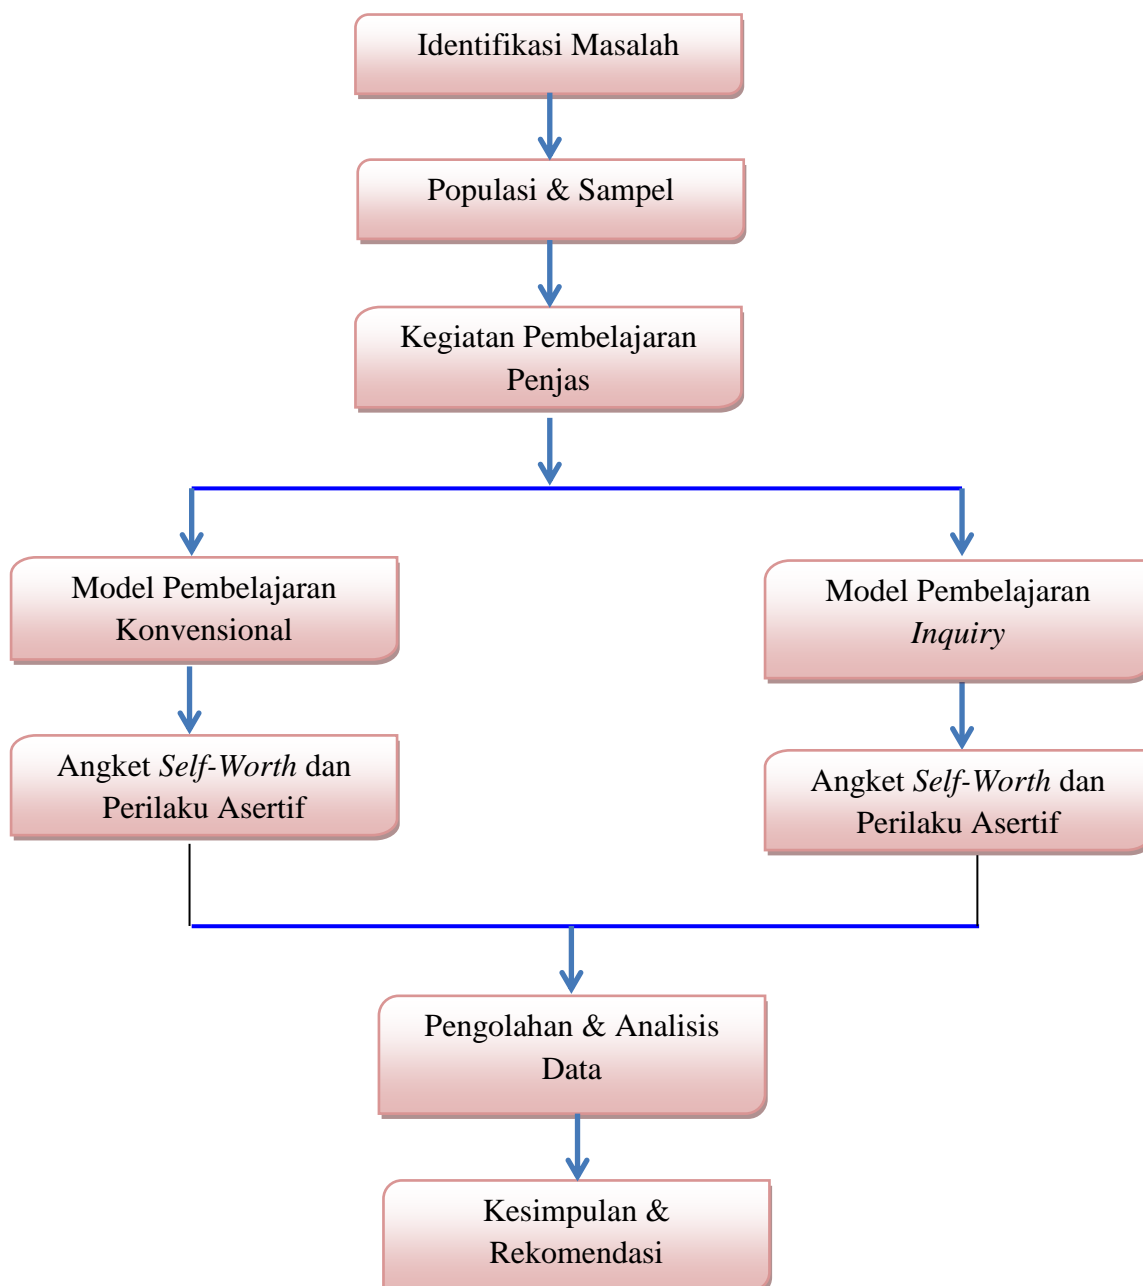 Identifikasi Masalah
Populasi & Sampel
Kegiatan Pembelajaran
Penjas
Model Pembelajaran
Konvensional
Model Pembelajaran
Inquiry
Angket Self-Worth dan
Perilaku Asertif
Angket Self-Worth dan
Perilaku Asertif
Pengolahan & Analisis
Data
Kesimpulan &
Rekomendasi